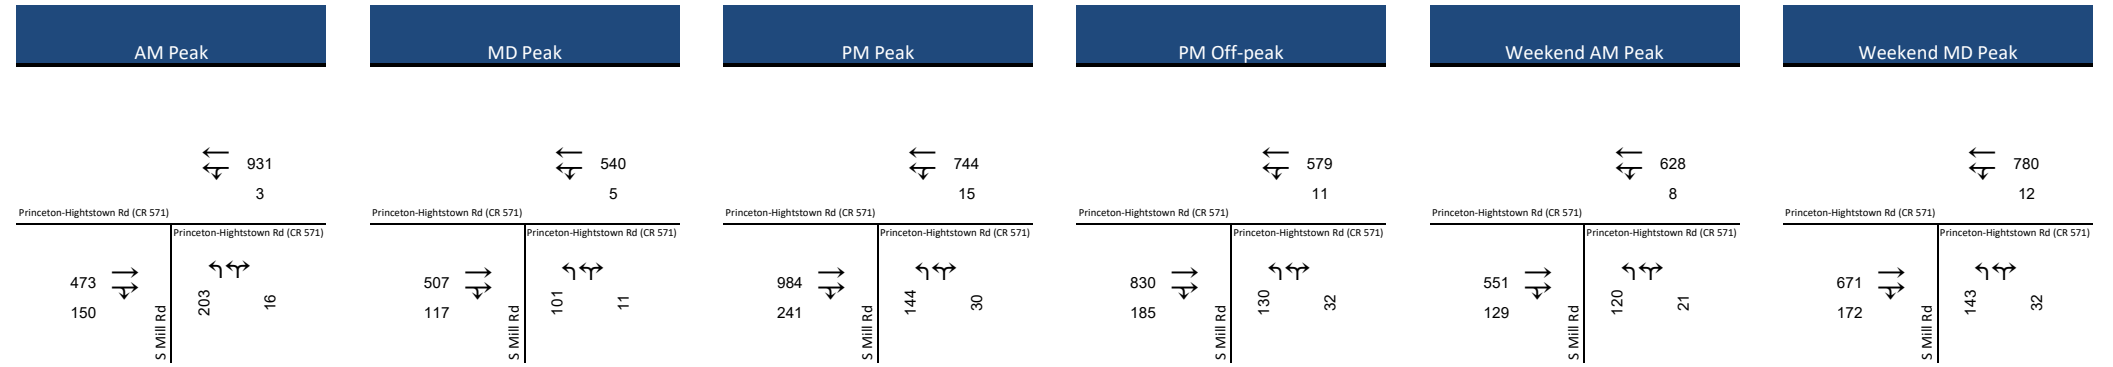 AM Peak
MD Peak
PM Peak
PM Off-peak
Weekend AM Peak
Weekend MD Peak
931
3
Princeton-Hightstown Rd (CR 571)
Princeton-Hightstown Rd (CR 571)
473
150
S Mill Rd
203
16
540
5
Princeton-Hightstown Rd (CR 571)
Princeton-Hightstown Rd (CR 571)
507
117
S Mill Rd
101
11
744
15
Princeton-Hightstown Rd (CR 571)
Princeton-Hightstown Rd (CR 571)
984
241
S Mill Rd
144
30
579
11
Princeton-Hightstown Rd (CR 571)
Princeton-Hightstown Rd (CR 571)
830
185
S Mill Rd
130
32
628
8
Princeton-Hightstown Rd (CR 571)
Princeton-Hightstown Rd (CR 571)
551
129
S Mill Rd
120
21
780
12
Princeton-Hightstown Rd (CR 571)
Princeton-Hightstown Rd (CR 571)
671
172
S Mill Rd
143
32